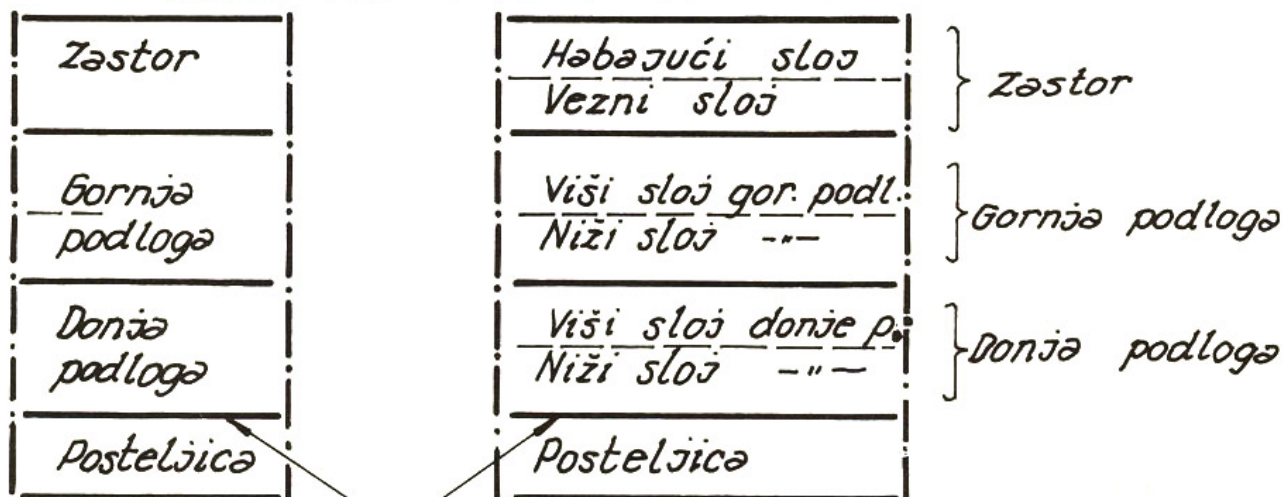 Zastor
Gornja
podloga
Donja
podloga
Posteljica
Habajući sloj
Vezni sloj
Viši sloj gor. podl.
Niži sloj -"-
Viši sloj donje p.
Niži sloj -"-
Posteljica
Zastor
Gornja podloga
Donja podloga